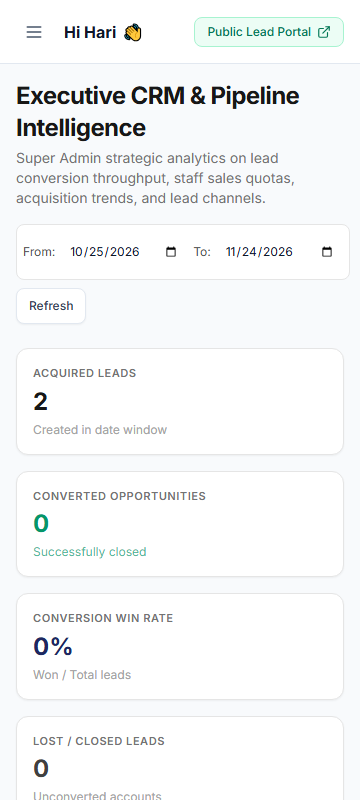 Hi Hari 👋
Public Lead Portal
Executive CRM & Pipeline
Intelligence
Super Admin strategic analytics on lead
conversion throughput, staff sales quotas,
acquisition trends, and lead channels.
From: 10/25/2026 To: 11/24/2026
Refresh
ACQUIRED LEADS
2
Created in date window
CONVERTED OPPORTUNITIES
0
Successfully closed
CONVERSION WIN RATE
0%
Won / Total leads
LOST / CLOSED LEADS
0
Unconverted accounts